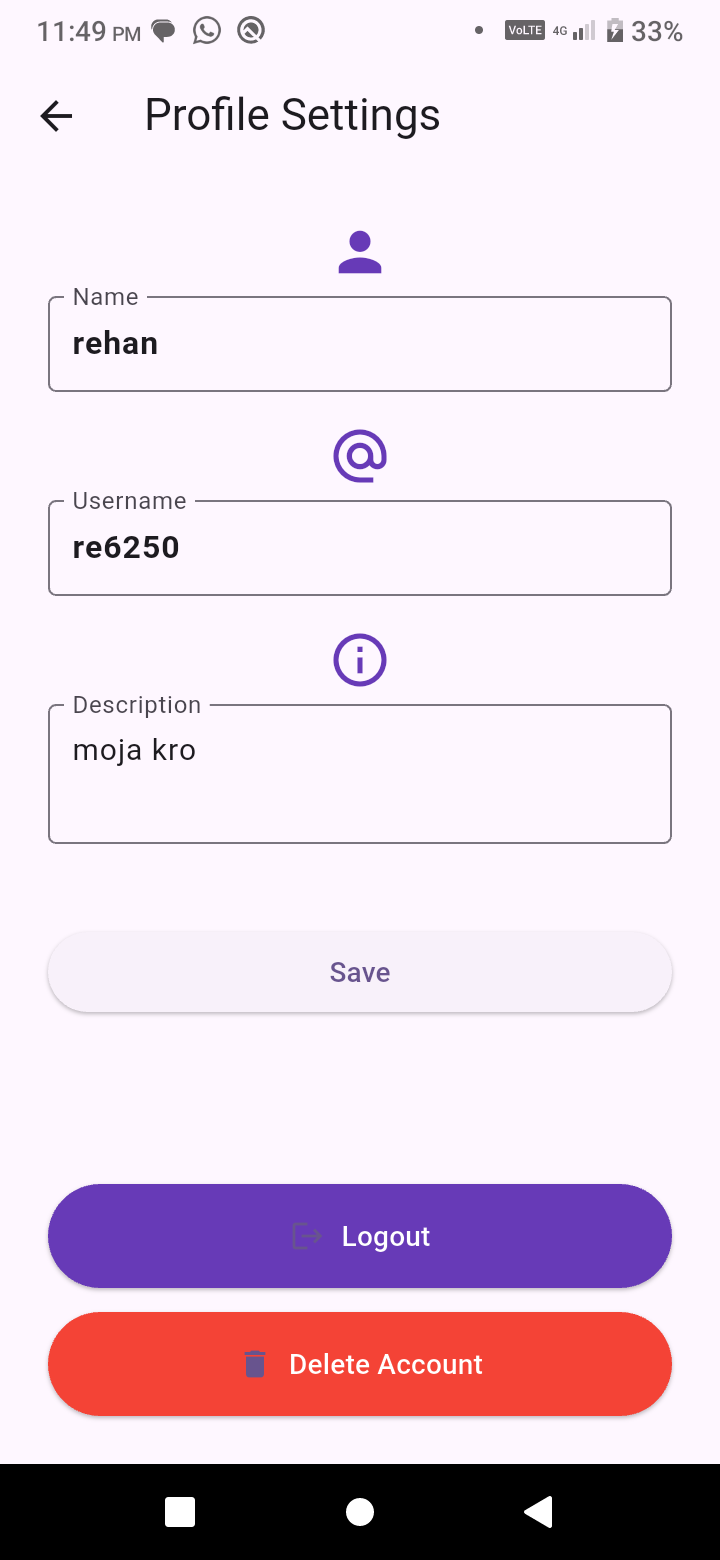 11:49 PM VoLTE 4G 33%
Profile Settings
Name
rehan
Username
re6250
Description
moja kro
Save
Logout
Delete Account